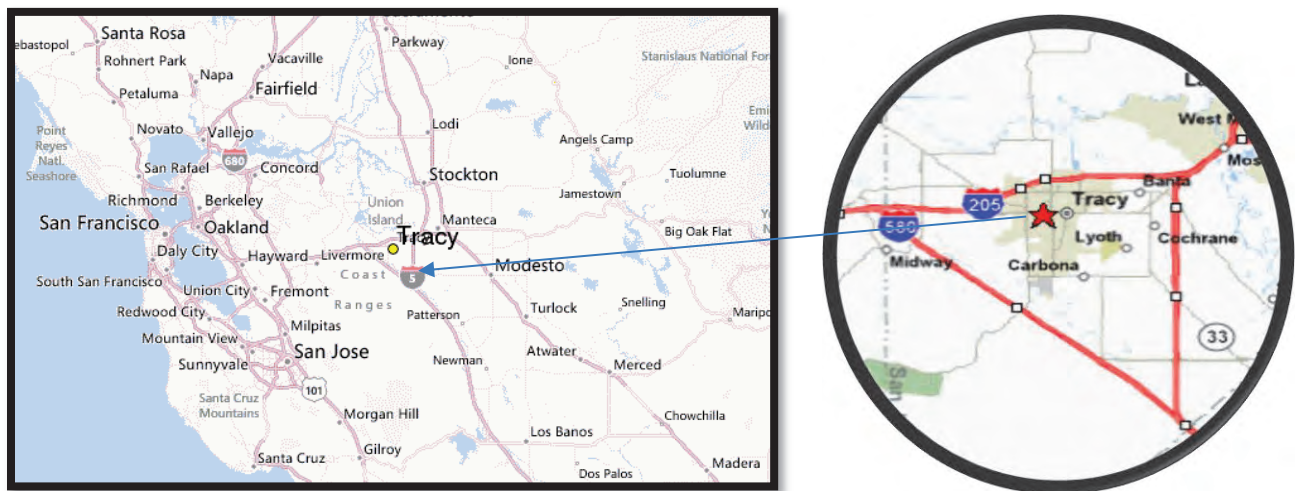 Santa Rosa
Parkway
Ione
Stanislaus National For
ebastopol
Rohnert Park
Vacaville
Napa
Fairfield
Petaluma
Point
Reyes
Natl.
Seashore
Novato
Vallejo
Lodi
Angels Camp
680
San Rafael
Concord
Stockton
Tuolumne
Jamestown
Richmond
Berkeley
Union
Island
San Francisco
Oakland
Manteca
Big Oak Flat
Tracy
Daly City
Hayward
Livermore
Modesto
Coast
5
South San Francisco
Union City
Fremont
Ranges
Snelling
Redwood City
Patterson
Turlock
Maripo
Milpitas
Mountain View
San Jose
Atwater
Sunnyvale
Newman
Merced
101
Santa Cruz
Mountains
Morgan Hill
Chowchilla
Los Banos
Gilroy
Santa Cruz
Madera
Dos Palos
West
Mos
Banta
205
Tracy
580
Lyoth
Cochrane
Midway
Carbona
33
San